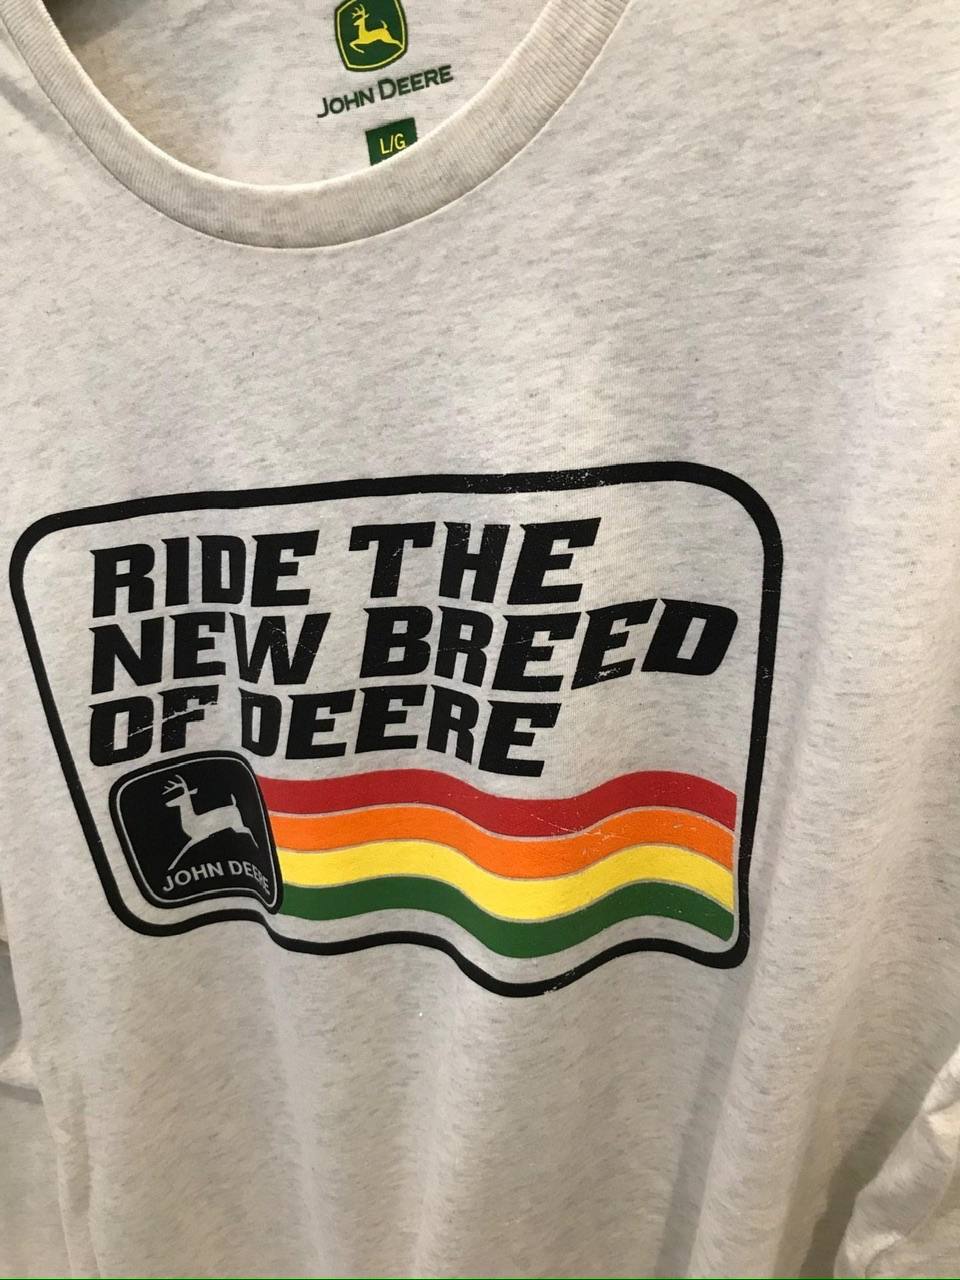 JOHN DEERE
L/G
RIDE THE
NEW BREED
OF DEERE
JOHN DEERE